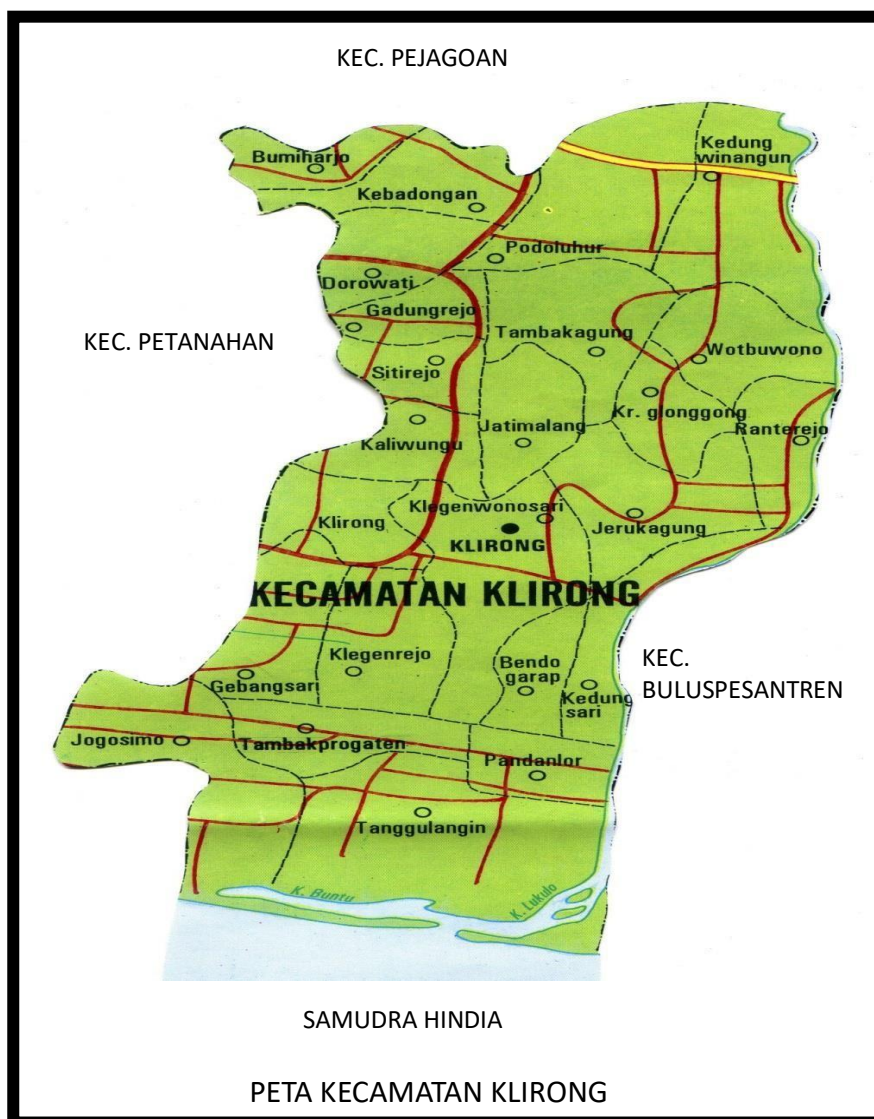 KEC. PEJAGOAN
Bumiharjo
Kedung
winangun
Kebadongan
Podoluhur
Dorowati
Gadungrejo
KEC. PETANAHAN
Tambakagung
Wotbuwono
Sitirejo
Kr. glonggong
Jatimalang
Ranterejo
Kaliwungu
Klegenwonosari
Klirong
Jerukagung
KLIRONG
KECAMATAN KLIRONG
Klegenrejo
Bendo
garap
KEC.
BULUSPESANTREN
Gebangsari
Kedung
sari
Jogosimo
Tambakprogaten
Pandanlor
Tanggulangin
K. Buntu
K. Lukulo
SAMUDRA HINDIA
PETA KECAMATAN KLIRONG